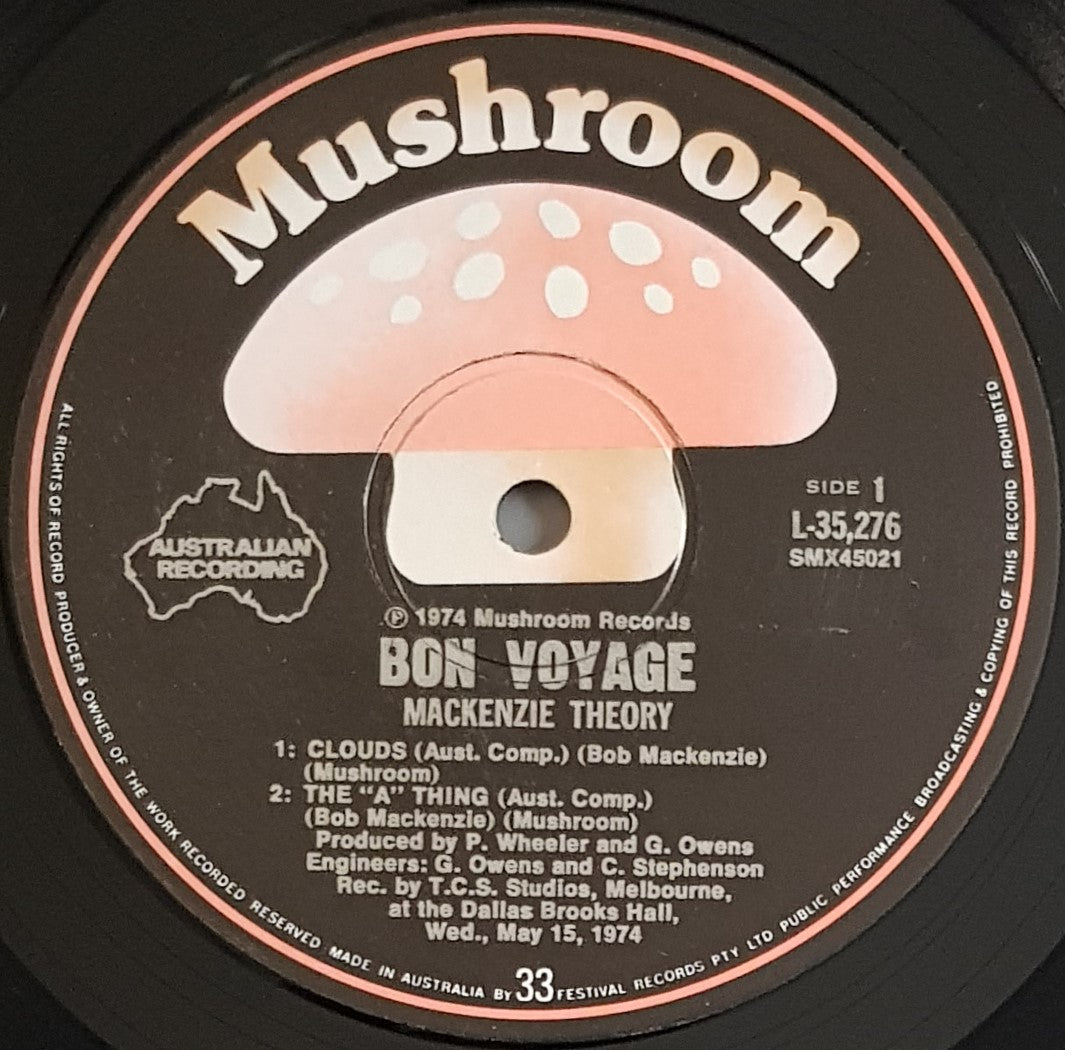 Mushroom
AUSTRALIAN
RECORDING
SIDE 1
L-35,276
SMX45021
℗ 1974 Mushroom Records
BON VOYAGE
MACKENZIE THEORY
1: CLOUDS (Aust. Comp.) (Bob Mackenzie)
(Mushroom)
2: THE "A" THING (Aust. Comp.)
(Bob Mackenzie) (Mushroom)
Produced by P. Wheeler and G. Owens
Engineers: G. Owens and C. Stephenson
Rec. by T.C.S. Studios, Melbourne,
at the Dallas Brooks Hall,
Wed., May 15, 1974
33
ALL RIGHTS OF RECORD PRODUCER & OWNER OF THE WORK RECORDED RESERVED MADE IN AUSTRALIA BY FESTIVAL RECORDS PTY LTD PUBLIC PERFORMANCE BROADCASTING & COPYING OF THIS RECORD PROHIBITED